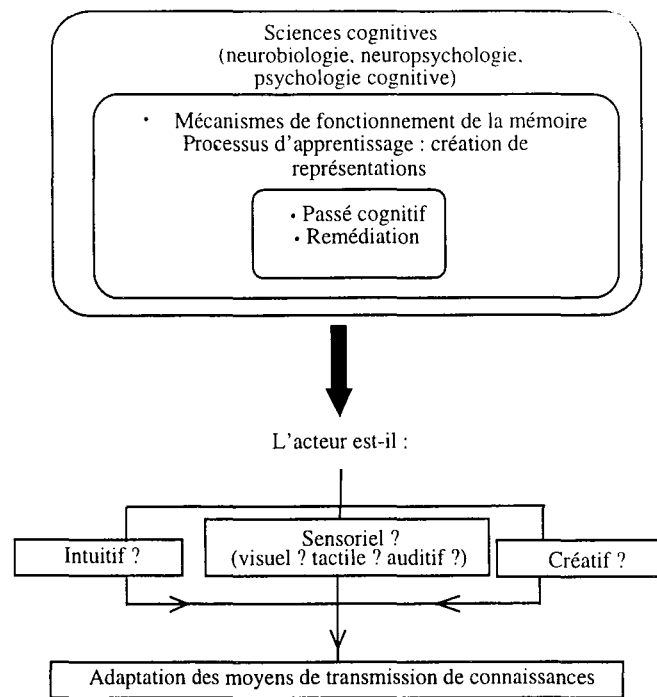 Sciences cognitives
(neurobiologie, neuropsychologie,
psychologie cognitive)
· Mécanismes de fonctionnement de la mémoire
Processus d'apprentissage : création de
représentations
• Passé cognitif
• Remédiation
L'acteur est-il :
Intuitif ?
Sensoriel ?
(visuel ? tactile ? auditif ?)
Créatif ?
Adaptation des moyens de transmission de connaissances